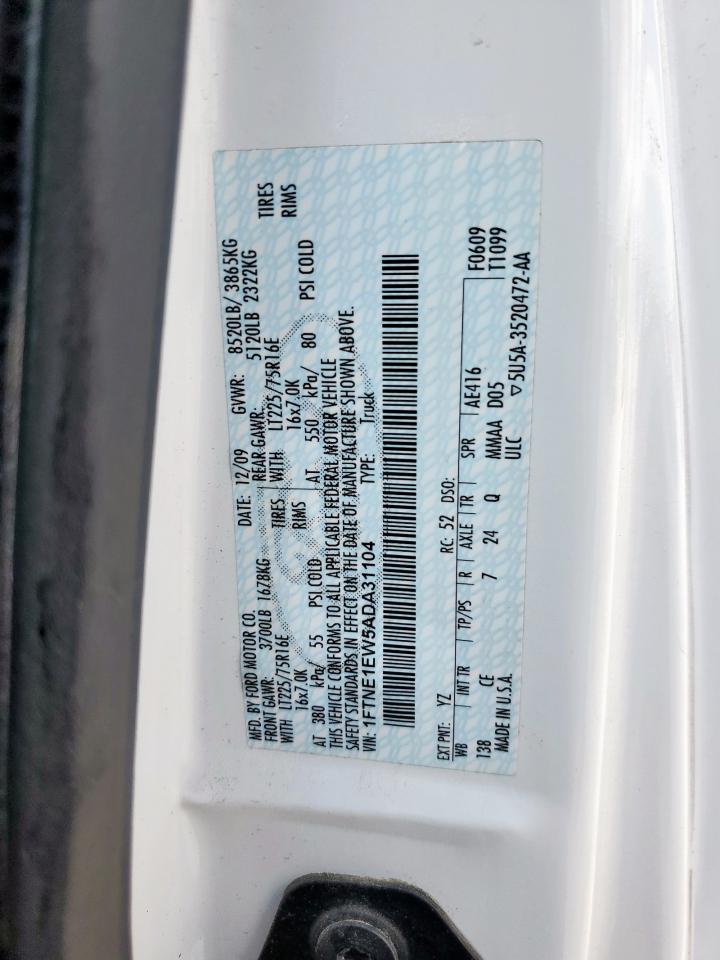 MFD. BY FORD MOTOR CO. DATE: 12/09 GVWR: 8520LB/ 3865KG
FRONT GAWR: 3700LB 1678KG REAR GAWR: 5120LB 2322KG
WITH LT225/75R16E TIRES WITH LT225/75R16E TIRES
16x7.0K RIMS 16x7.0K RIMS
AT 380 kPa/ 55 PSI COLD AT 550 kPa/ 80 PSI COLD
THIS VEHICLE CONFORMS TO ALL APPLICABLE FEDERAL MOTOR VEHICLE
SAFETY STANDARDS IN EFFECT ON THE DATE OF MANUFACTURE SHOWN ABOVE.
VIN: 1FTNE1EW5ADA31104 TYPE: Truck
F0609
T1099
EXT PNT: YZ RC: 52 DSO:
WB INT TR TP/PS R AXLE TR SPR AE416
138 CE 7 24 Q MMAA D05
MADE IN U.S.A. ULC ▽5U5A-3520472-AA